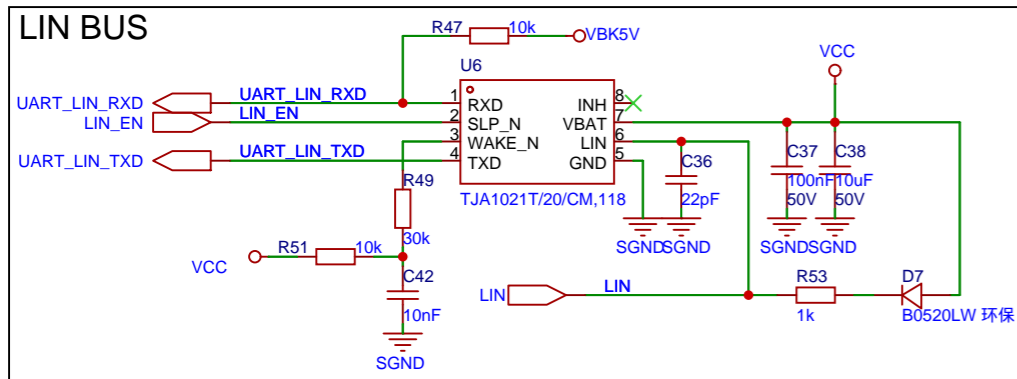 LIN BUS
R47
10k
VBK5V
VCC
U6
UART_LIN_RXD
UART_LIN_RXD
1
RXD
INH
8
LIN_EN
LIN_EN
2
SLP_N
VBAT
7
3
WAKE_N
LIN
6
UART_LIN_TXD
UART_LIN_TXD
4
TXD
GND
5
C36
22pF
C37
100nF
50V
C38
10uF
50V
TJA1021T/20/CM,118
R49
30k
SGND
SGND
SGND
SGND
R51
10k
VCC
C42
10nF
SGND
LIN
LIN
R53
1k
D7
B0520LW 环保